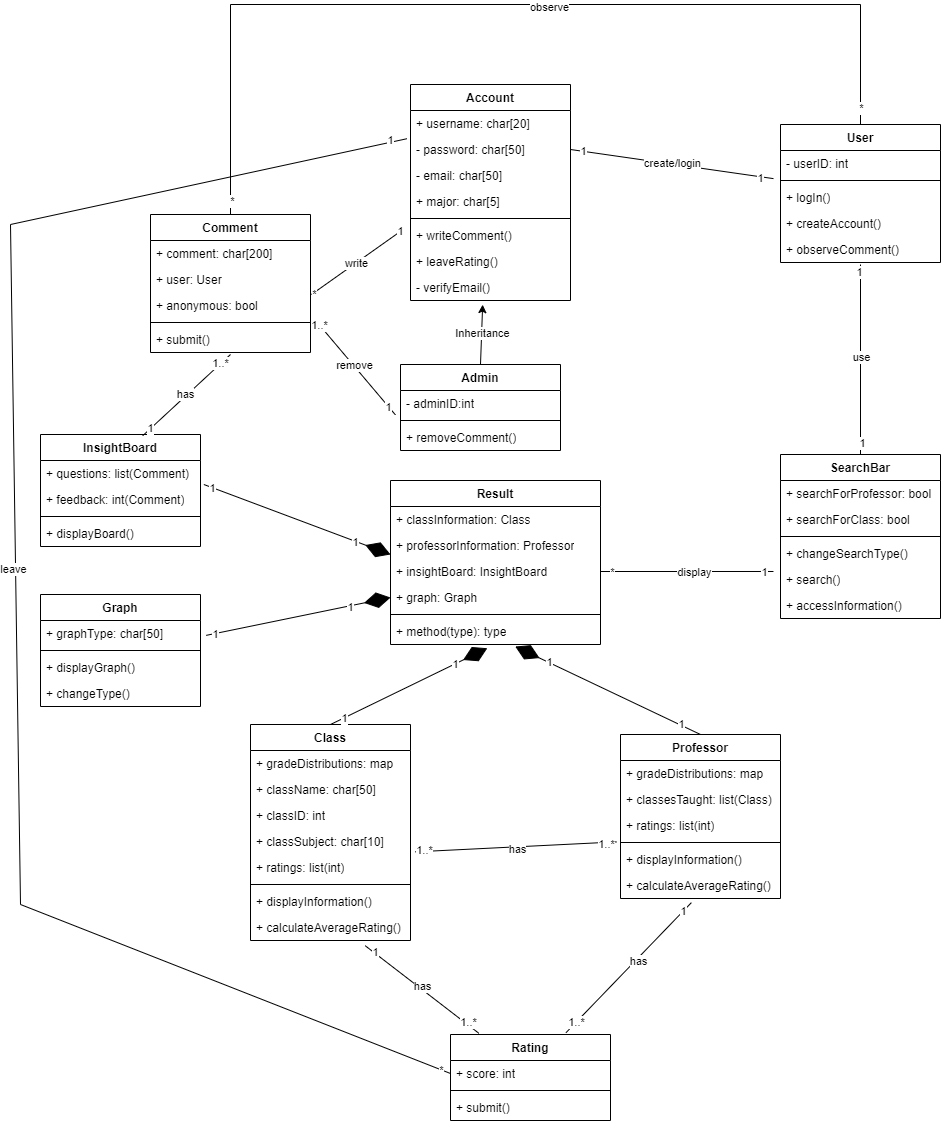 observe
*
*
Account
+ username: char[20]
- password: char[50]
- email: char[50]
+ major: char[5]
+ writeComment()
+ leaveRating()
- verifyEmail()
1
1
create/login
1
User
- userID: int
+ logIn()
+ createAccount()
+ observeComment()
Comment
+ comment: char[200]
+ user: User
+ anonymous: bool
+ submit()
1
write
*
1..*
remove
1
Inheritance
Admin
- adminID:int
+ removeComment()
1
use
1
1..*
has
1
InsightBoard
+ questions: list(Comment)
+ feedback: int(Comment)
+ displayBoard()
1
1
Result
+ classInformation: Class
+ professorInformation: Professor
+ insightBoard: InsightBoard
+ graph: Graph
+ method(type): type
*
display
1
SearchBar
+ searchForProfessor: bool
+ searchForClass: bool
+ changeSearchType()
+ search()
+ accessInformation()
leave
Graph
+ graphType: char[50]
+ displayGraph()
+ changeType()
1
1
1
1
1
1
Class
+ gradeDistributions: map
+ className: char[50]
+ classID: int
+ classSubject: char[10]
+ ratings: list(int)
+ displayInformation()
+ calculateAverageRating()
1..*
has
1..*
Professor
+ gradeDistributions: map
+ classesTaught: list(Class)
+ ratings: list(int)
+ displayInformation()
+ calculateAverageRating()
1
has
1..*
1
has
1..*
*
Rating
+ score: int
+ submit()